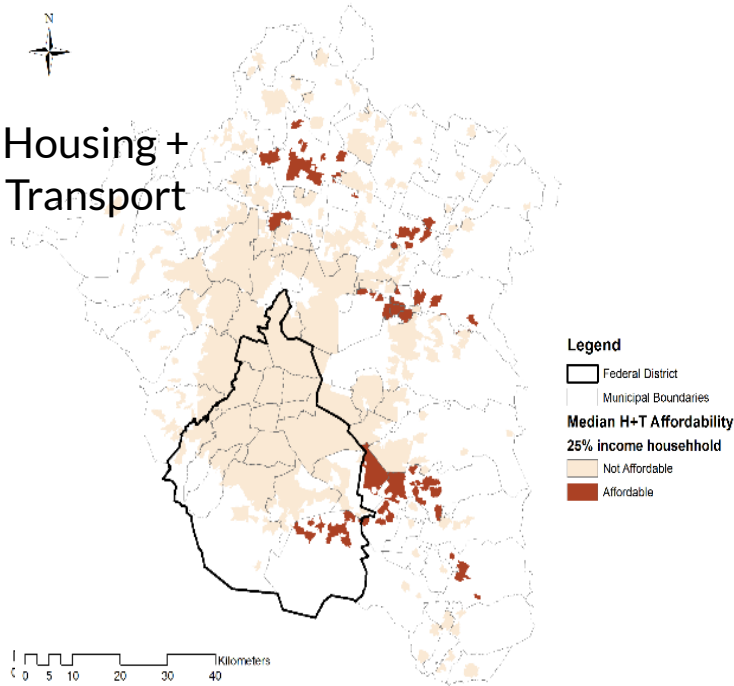 N
Housing +
Transport
Legend
Federal District
Municipal Boundaries
Median H+T Affordability
25% income househhold
Not Affordable
Affordable
Kilometers
0 5 10 20 30 40